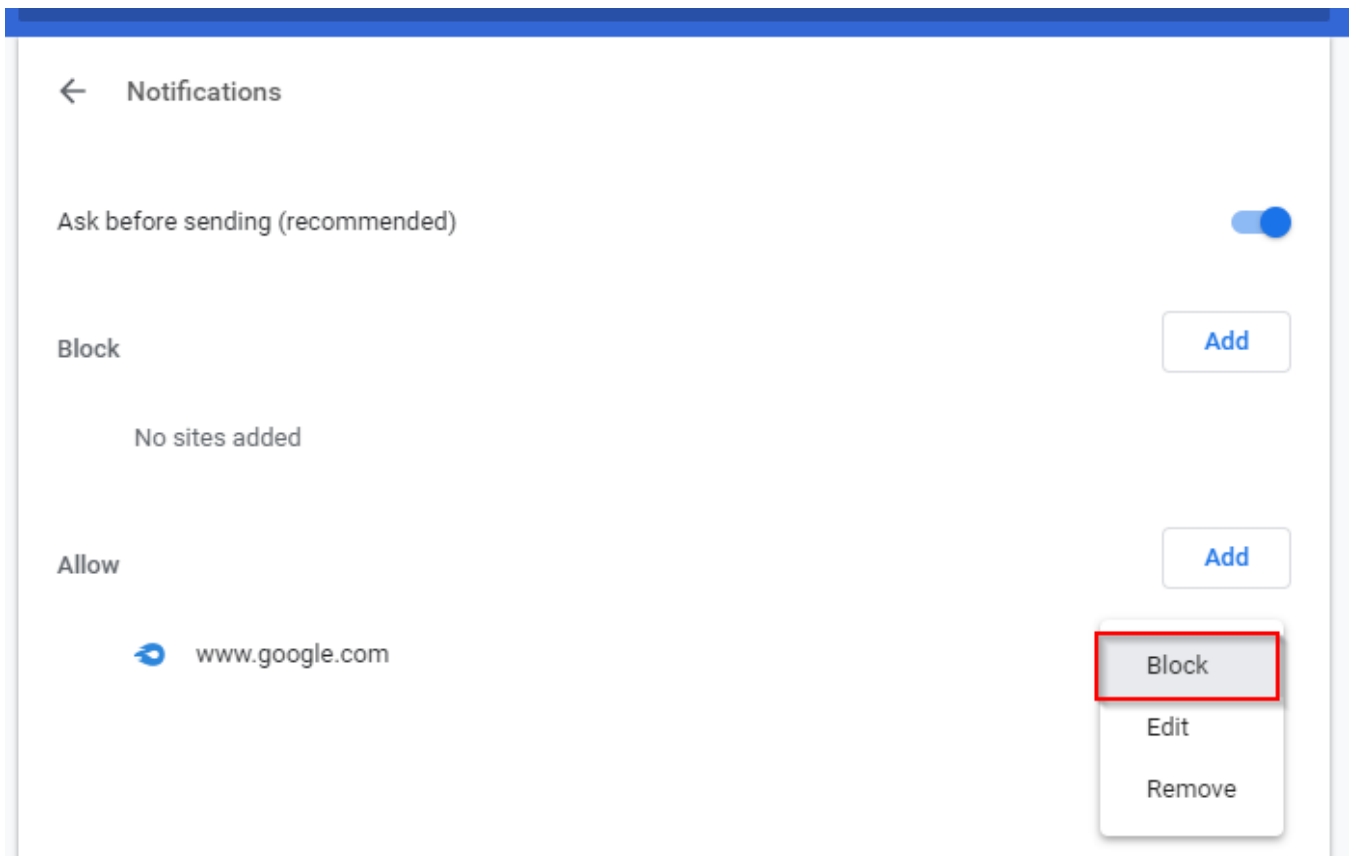 Notifications
Ask before sending (recommended)
Block
Add
No sites added
Allow
Add
www.google.com
Block
Edit
Remove